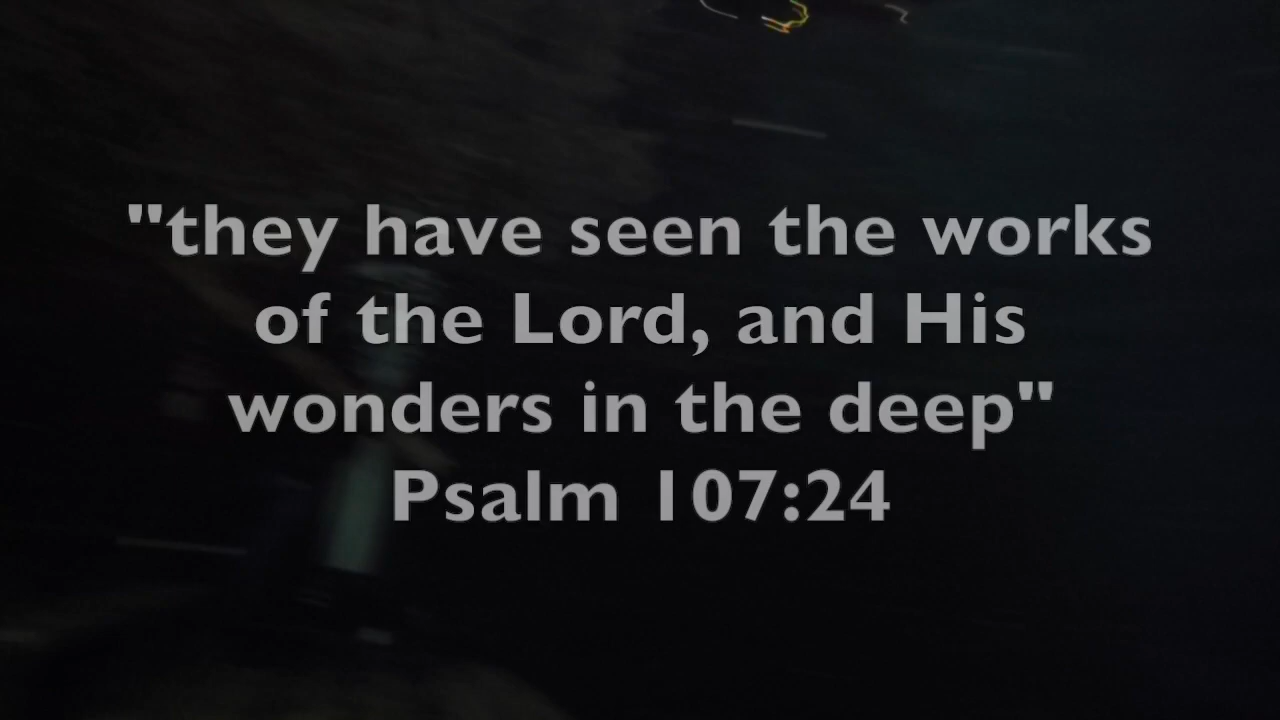 "they have seen the works
of the Lord, and His
wonders in the deep"
Psalm 107:24